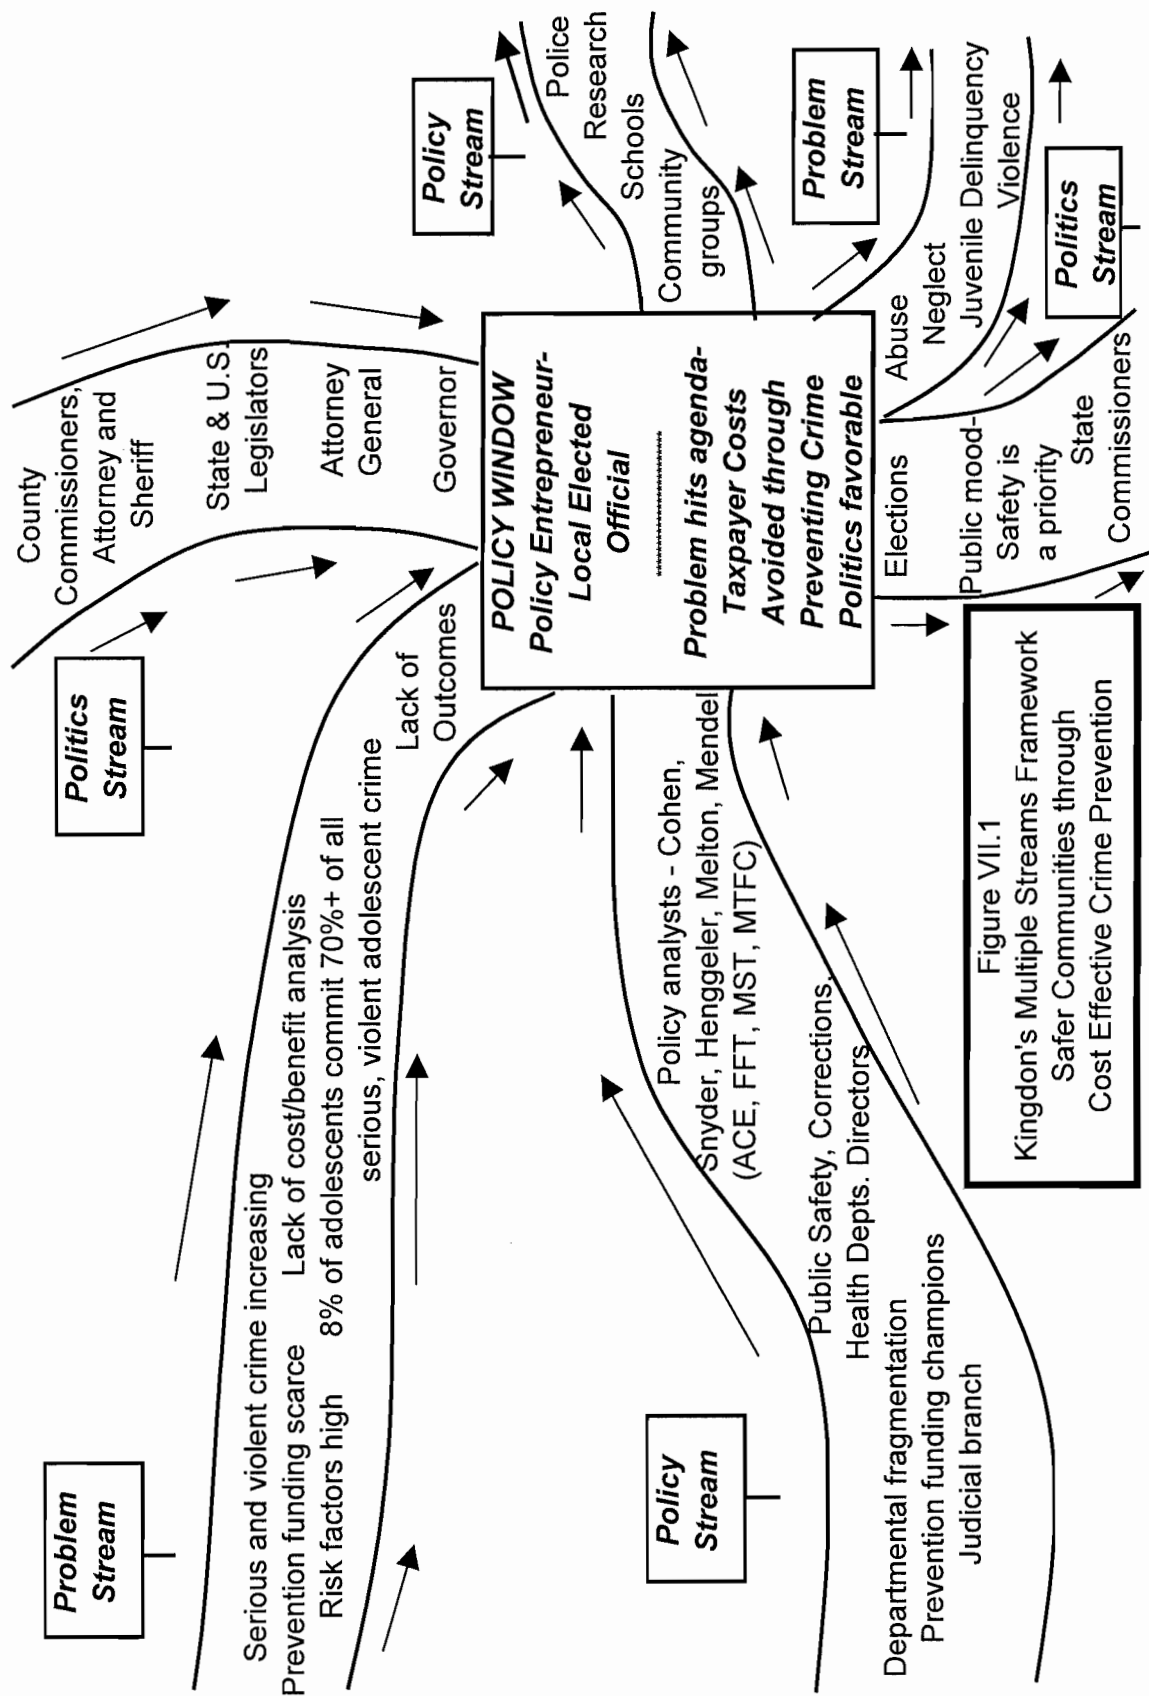 Problem
Stream
Serious and violent crime increasing
Prevention funding scarce
Lack of cost/benefit analysis
Risk factors high
8% of adolescents commit 70%+ of all
serious, violent adolescent crime
Lack of
Outcomes
Politics
Stream
County
Commissioners,
Attorney and
Sheriff
State & U.S.
Legislators
Attorney
General
Governor
Policy
Stream
Departmental fragmentation
Prevention funding champions
Judicial branch
Public Safety, Corrections,
Health Depts. Directors
Policy analysts - Cohen,
Snyder, Henggeler, Melton, Mendel
(ACE, FFT, MST, MTFC)
POLICY WINDOW
Policy Entrepreneur-
Local Elected
Official
********************
Problem hits agenda-
Taxpayer Costs
Avoided through
Preventing Crime
Politics favorable
Policy
Stream
Police
Research
Schools
Community
groups
Problem
Stream
Abuse
Neglect
Juvenile Delinquency
Violence
Politics
Stream
Elections
Public mood-
Safety is
a priority
State
Commissioners
Figure VII.1
Kingdon's Multiple Streams Framework
Safer Communities through
Cost Effective Crime Prevention